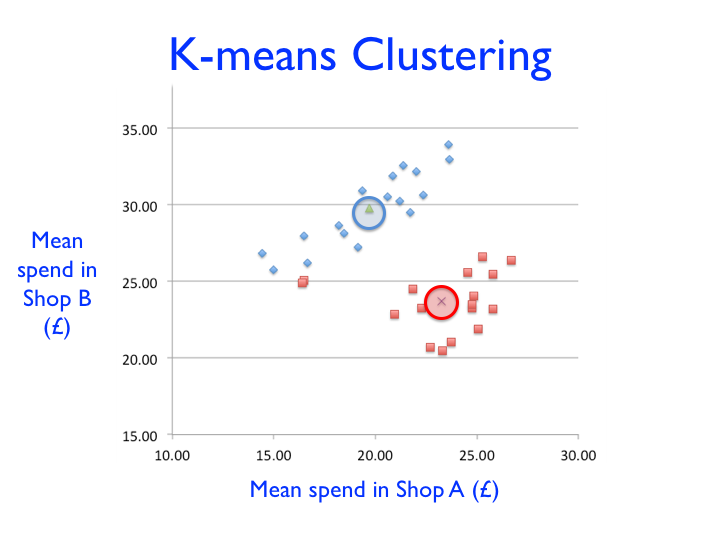 K-means Clustering
35.00
30.00
25.00
20.00
15.00
Mean
spend in
Shop B
(£)
10.00 15.00 20.00 25.00 30.00
Mean spend in Shop A (£)